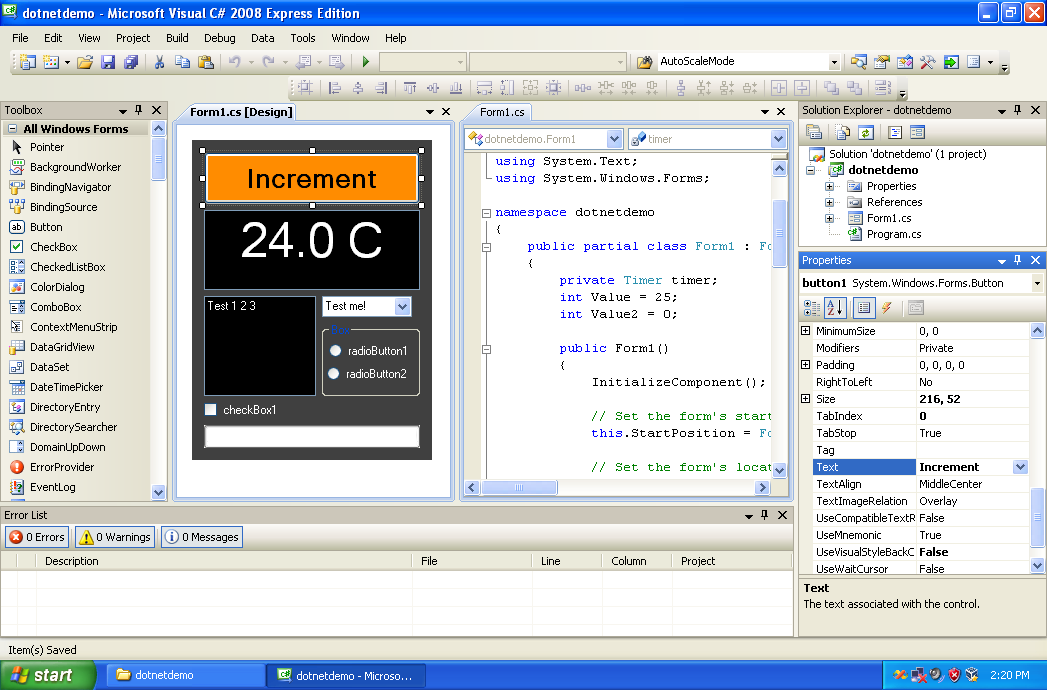 dotnetdemo - Microsoft Visual C# 2008 Express Edition
File Edit View Project Build Debug Data Tools Window Help
AutoScaleMode
Toolbox
All Windows Forms
Pointer
BackgroundWorker
BindingNavigator
BindingSource
Button
CheckBox
CheckedListBox
ColorDialog
ComboBox
ContextMenuStrip
DataGridView
DataSet
DateTimePicker
DirectoryEntry
DirectorySearcher
DomainUpDown
ErrorProvider
EventLog
Form1.cs [Design]
Increment
24.0 C
Test 1 2 3
Test me!
radioButton1
radioButton2
checkBox1
Form1.cs
dotnetdemo.Form1 timer
using System.Text;
using System.Windows.Forms;
namespace dotnetdemo
{
public partial class Form1 : Fo
{
private Timer timer;
int Value = 25;
int Value2 = 0;
public Form1()
{
InitializeComponent();
// Set the form's start
this.StartPosition = Fo
// Set the form's locat
Solution Explorer - dotnetdemo
Solution 'dotnetdemo' (1 project)
dotnetdemo
Properties
References
Form1.cs
Program.cs
Properties
button1 System.Windows.Forms.Button
MinimumSize 0, 0
Modifiers Private
Padding 0, 0, 0, 0
RightToLeft No
Size 216, 52
TabIndex 0
TabStop True
Tag
Text Increment
TextAlign MiddleCenter
TextImageRelation Overlay
UseCompatibleTextR False
UseMnemonic True
UseVisualStyleBackC False
UseWaitCursor False
Text
The text associated with the control.
Error List
0 Errors 0 Warnings 0 Messages
Description File Line Column Project
Item(s) Saved
start dotnetdemo dotnetdemo - Microso... 2:20 PM